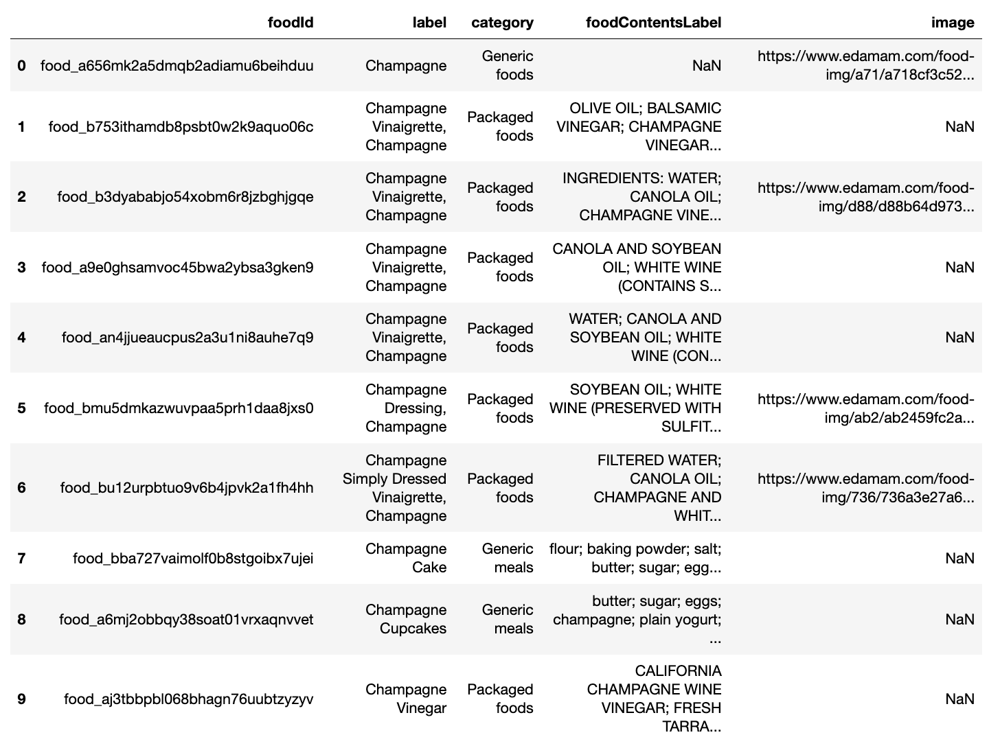 foodId label category foodContentsLabel image
0 food_a656mk2a5dmqb2adiamu6beihduu Champagne Generic foods NaN https://www.edamam.com/food-img/a71/a718cf3c52...
1 food_b753ithamdb8psbt0w2k9aquo06c Champagne Vinaigrette, Champagne Packaged foods OLIVE OIL; BALSAMIC VINEGAR; CHAMPAGNE VINEGAR... NaN
2 food_b3dyababjo54xobm6r8jzbghjgqe Champagne Vinaigrette, Champagne Packaged foods INGREDIENTS: WATER; CANOLA OIL; CHAMPAGNE VINE... https://www.edamam.com/food-img/d88/d88b64d973...
3 food_a9e0ghsamvoc45bwa2ybsa3gken9 Champagne Vinaigrette, Champagne Packaged foods CANOLA AND SOYBEAN OIL; WHITE WINE (CONTAINS S... NaN
4 food_an4jjueaucpus2a3u1ni8auhe7q9 Champagne Vinaigrette, Champagne Packaged foods WATER; CANOLA AND SOYBEAN OIL; WHITE WINE (CON... NaN
5 food_bmu5dmkazwuvpaa5prh1daa8jxs0 Champagne Dressing, Champagne Packaged foods SOYBEAN OIL; WHITE WINE (PRESERVED WITH SULFIT... https://www.edamam.com/food-img/ab2/ab2459fc2a...
6 food_bu12urpbtuo9v6b4jpvk2a1fh4hh Champagne Simply Dressed Vinaigrette, Champagne Packaged foods FILTERED WATER; CANOLA OIL; CHAMPAGNE AND WHIT... https://www.edamam.com/food-img/736/736a3e27a6...
7 food_bba727vaimolf0b8stgoibx7ujei Champagne Cake Generic meals flour; baking powder; salt; butter; sugar; egg... NaN
8 food_a6mj2obbqy38soat01vrxaqnvvet Champagne Cupcakes Generic meals butter; sugar; eggs; champagne; plain yogurt; ... NaN
9 food_aj3tbbpbl068bhagn76uubtzyzyv Champagne Vinegar Packaged foods CALIFORNIA CHAMPAGNE WINE VINEGAR; FRESH TARRA... NaN